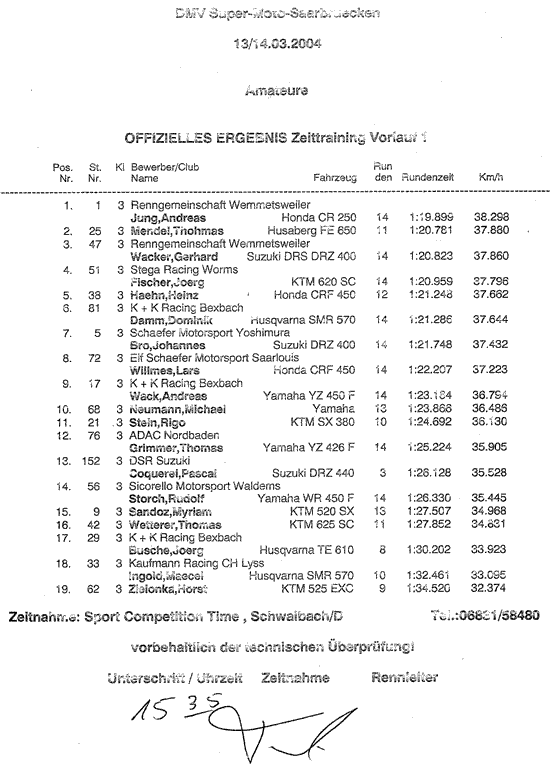 DMV Super-Moto-Saarbruecken
13/14.03.2004
Amateure
OFFIZIELLES ERGEBNIS Zeittraining Vorlauf 1
Pos. Nr. St. Nr. Kl Bewerber/Club Name Fahrzeug Run den Rundenzeit Km/h
1. 1 3 Renngemeinschaft Wemmetsweiler
Jung,Andreas Honda CR 250 14 1:19.899 38.298
2. 25 3 Mendel,Thohmas Husaberg FE 650 11 1:20.781 37.880
3. 47 3 Renngemeinschaft Wemmetsweiler
Wacker,Gerhard Suzuki DRS DRZ 400 14 1:20.823 37.860
4. 51 3 Stega Racing Worms
Fischer,Joerg KTM 620 SC 14 1:20.959 37.796
5. 38 3 Haehn,Heinz Honda CRF 450 12 1:21.248 37.662
6. 81 3 K + K Racing Bexbach
Damm,Dominik Husqvarna SMR 570 14 1:21.286 37.644
7. 5 3 Schaefer Motorsport Yoshimura
Bro,Johannes Suzuki DRZ 400 14 1:21.748 37.432
8. 72 3 Elf Schaefer Motorsport Saarlouis
Willmes,Lars Honda CRF 450 14 1:22.207 37.223
9. 17 3 K + K Racing Bexbach
Wack,Andreas Yamaha YZ 450 F 14 1:23.164 36.794
10. 68 3 Neumann,Michael Yamaha 13 1:23.868 36.486
11. 21 3 Stein,Rigo KTM SX 380 10 1:24.692 36.130
12. 76 3 ADAC Nordbaden
Grimmer,Thomas Yamaha YZ 426 F 14 1:25.224 35.905
13. 152 3 DSR Suzuki
Coquerel,Pascal Suzuki DRZ 440 3 1:26.128 35.528
14. 56 3 Sicorello Motorsport Walderns
Storch,Rudolf Yamaha WR 450 F 14 1:26.330 35.445
15. 9 3 Sandoz,Myriam KTM 520 SX 13 1:27.507 34.968
16. 42 3 Wetterer,Thomas KTM 625 SC 11 1:27.852 34.831
17. 29 3 K + K Racing Bexbach
Busche,Joerg Husqvarna TE 610 8 1:30.202 33.923
18. 33 3 Kaufmann Racing CH Lyss
Ingold,Marcel Husqvarna SMR 570 10 1:32.461 33.095
19. 62 3 Zielonka,Horst KTM 525 EXC 9 1:34.520 32.374
Zeitnahme: Sport Competition Time , Schwalbach/D Tel.:06831/58480
vorbehaltlich der technischen Überprüfung!
Unterschrift / Uhrzeit Zeitnahme Rennleiter
15 35